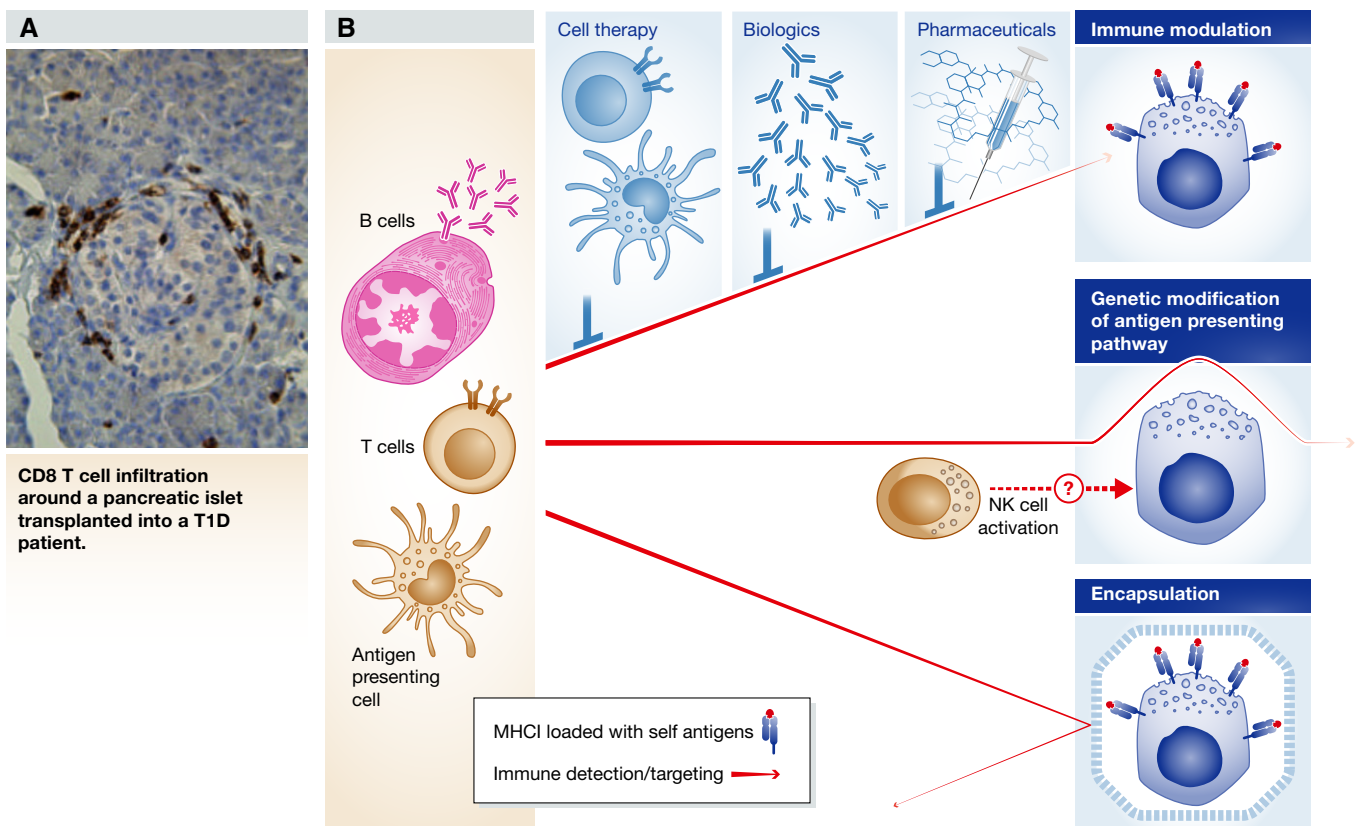 A
CD8 T cell infiltration
around a pancreatic islet
transplanted into a T1D
patient.
B
B cells
T cells
Antigen
presenting
cell
Cell therapy
Biologics
Pharmaceuticals
Immune modulation
Genetic modification
of antigen presenting
pathway
?
NK cell
activation
Encapsulation
MHCI loaded with self antigens
Immune detection/targeting